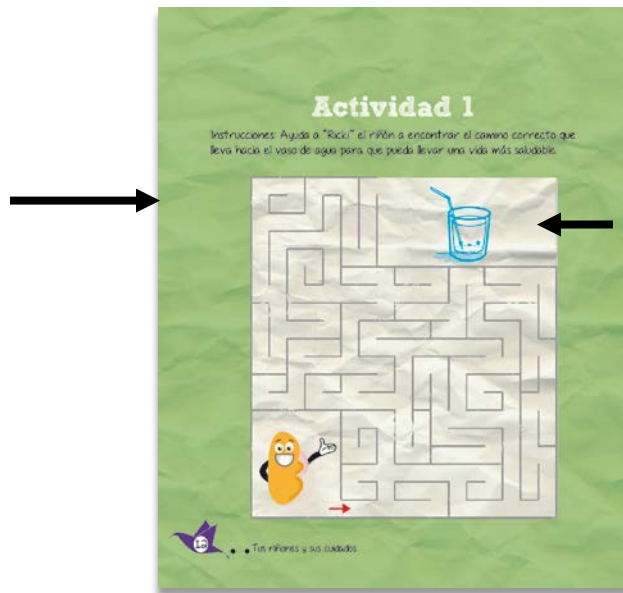 Actividad 1
Instrucciones: Ayuda a "Ricki" el riñón a encontrar el camino correcto que
lleva hacia el vaso de agua para que pueda llevar una vida más saludable.
Tus riñones y sus cuidados